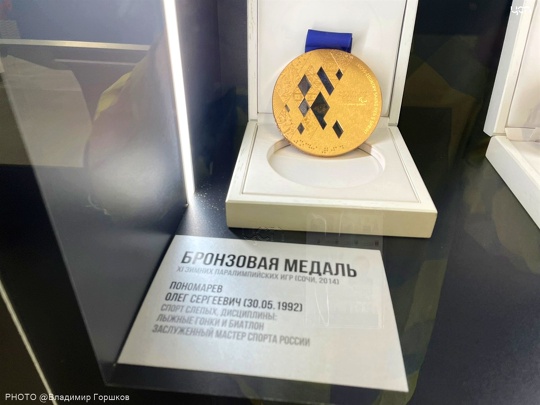 БРОНЗОВАЯ МЕДАЛЬ
XI ЗИМНИХ ПАРАЛИМПИЙСКИХ ИГР (СОЧИ, 2014)
ПОНОМАРЕВ
ОЛЕГ СЕРГЕЕВИЧ (30.05.1992)
СПОРТ СЛЕПЫХ, ДИСЦИПЛИНЫ:
ЛЫЖНЫЕ ГОНКИ И БИАТЛОН
ЗАСЛУЖЕННЫЙ МАСТЕР СПОРТА РОССИИ
PHOTO @Владимир Горшков